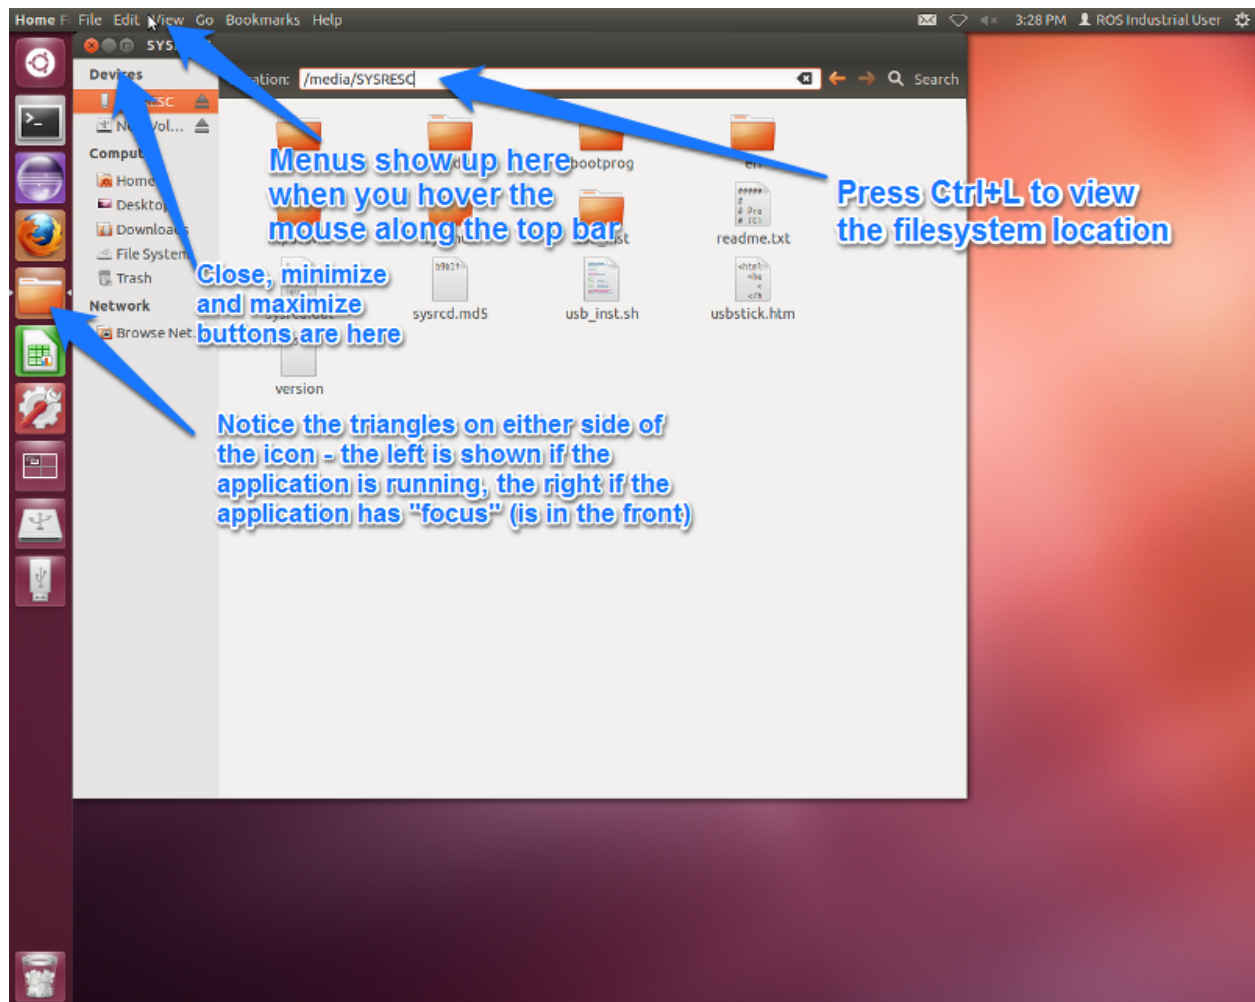 Home F File Edit View Go Bookmarks Help 3:28 PM ROS Industrial User
SYS
Devices
/media/SYSRESC Search
Menus show up here
when you hover the
mouse along the top bar
Press Ctrl+L to view
the filesystem location
Close, minimize
and maximize
buttons are here
Notice the triangles on either side of
the icon - the left is shown if the
application is running, the right if the
application has "focus" (is in the front)
Home
Desktop
Downloads
File System
Trash
Network
Browse Net...
bootprog
readme.txt
sysrcd.md5
usb_inst.sh
usbstick.htm
version